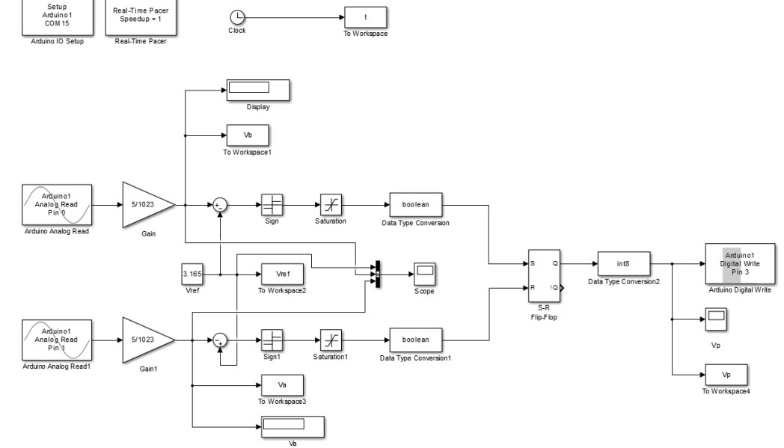 Setup
Arduino1
COM15
Arduino IO Setup
Real-Time Pacer
Speedup = 1
Real-Time Pacer
Clock
t
To Workspace
Display
Vb
To Workspace1
Arduino1
Analog Read
Pin 0
Arduino Analog Read
5/1023
Gain
Sign
Saturation
boolean
Data Type Conversion
3.165
Vref
Vref
To Workspace2
Scope
S
R
Q
!Q
S-R
Flip-Flop
int8
Data Type Conversion2
Arduino1
Digital Write
Pin 3
Arduino Digital Write
Arduino1
Analog Read
Pin 1
Arduino Analog Read1
5/1023
Gain1
Sign1
Saturation1
boolean
Data Type Conversion1
Vp
Va
To Workspace3
Vp
To Workspace4
Va